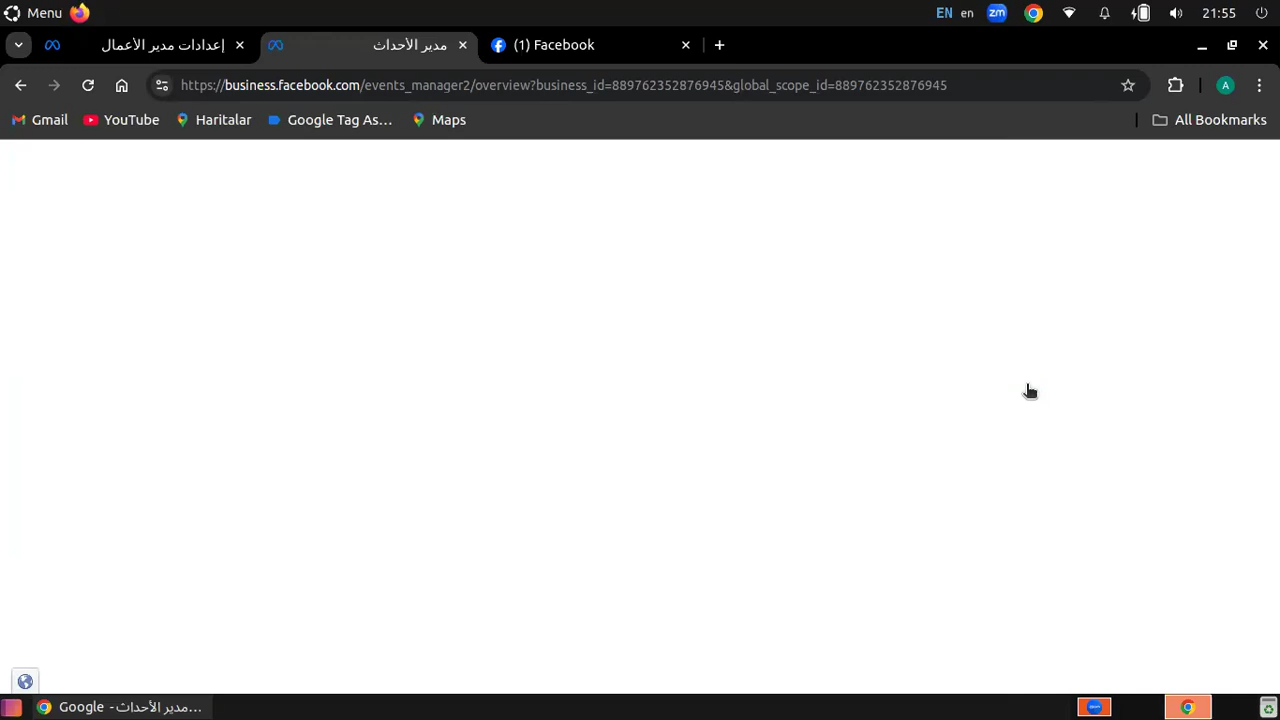 Menu
EN en zm 21:55
إعدادات مدير الأعمال
مدير الأحداث
(1) Facebook
https://business.facebook.com/events_manager2/overview?business_id=889762352876945&global_scope_id=889762352876945
A
Gmail
YouTube
Haritalar
Google Tag As...
Maps
All Bookmarks
Google - مدير الأحداث...